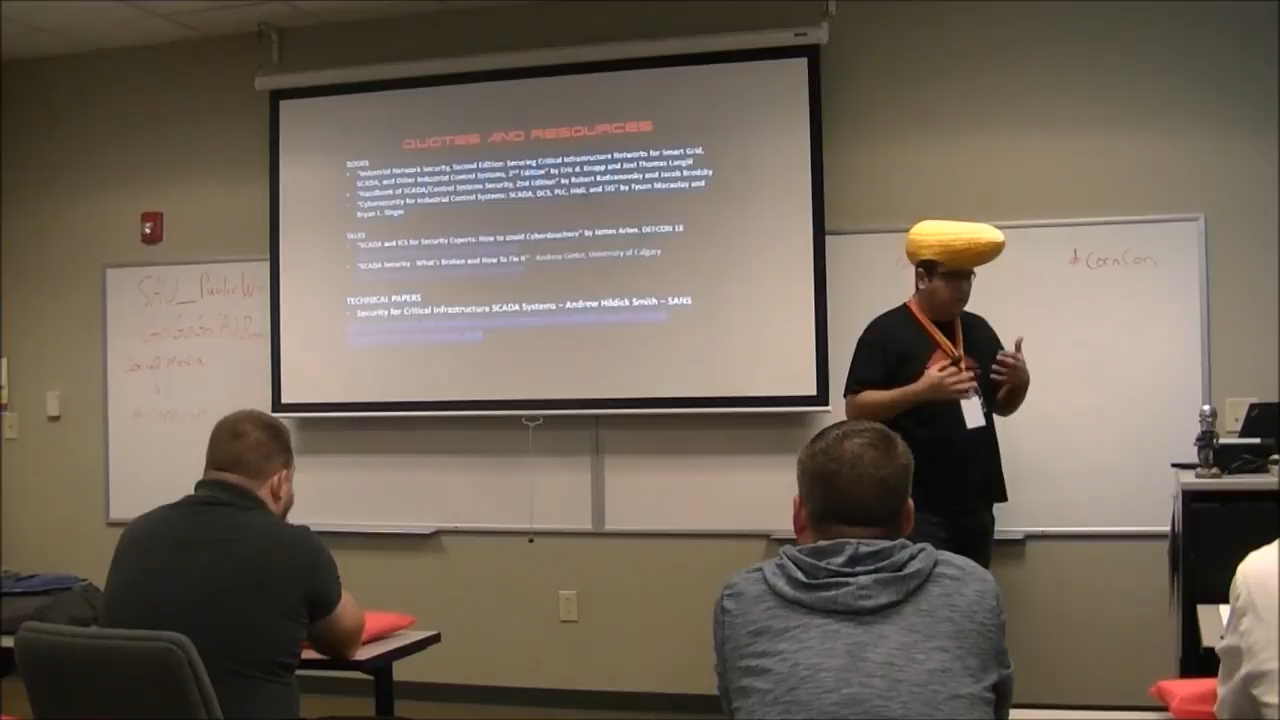 QUOTES AND RESOURCES
BOOKS
• "Industrial Network Security, Second Edition: Securing Critical Infrastructure Networks for Smart Grid,
SCADA, and Other Industrial Control Systems, 2nd Edition" by Eric D. Knapp and Joel Thomas Langill
• "Handbook of SCADA/Control Systems Security, 2nd Edition" by Robert Radvanovsky and Jacob Brodsky
• "Cybersecurity for Industrial Control Systems: SCADA, DCS, PLC, HMI, and SIS" by Tyson Macaulay and
Bryan L. Singer
TALKS
• "SCADA and ICS for Security Experts: How to avoid Cyberdouchery" by James Arlen, DEFCON 18
• "SCADA Security - What's Broken and How To Fix It" - Andrew Ginter, University of Calgary
TECHNICAL PAPERS
• Security for Critical Infrastructure SCADA Systems – Andrew Hildick Smith – SANS
SAU_PublicW
Social Media
#CornCon